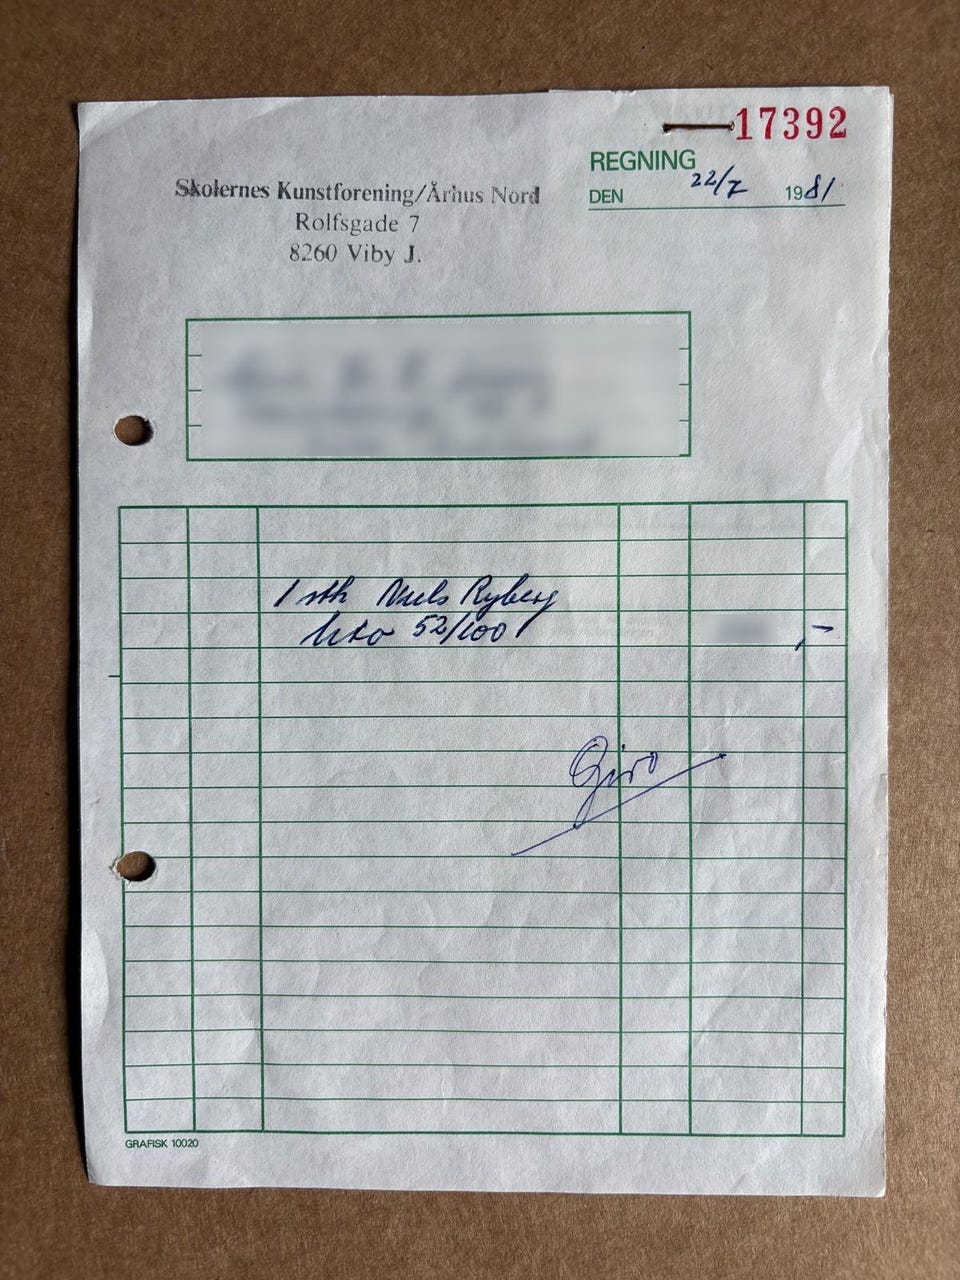 17392
REGNING
DEN 22/7 1981
Skolernes Kunstforening/Århus Nord
Rolfsgade 7
8260 Viby J.
1 stk Niels Ryberg
lito 52/100 ,-
Giro
GRAFISK 10020